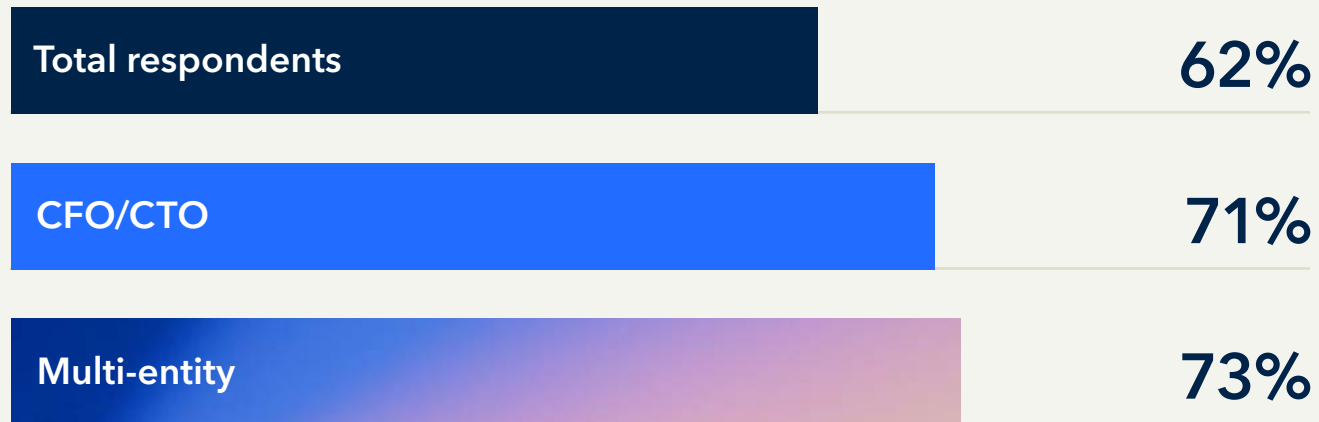 Total respondents 62%
CFO/CTO 71%
Multi-entity 73%